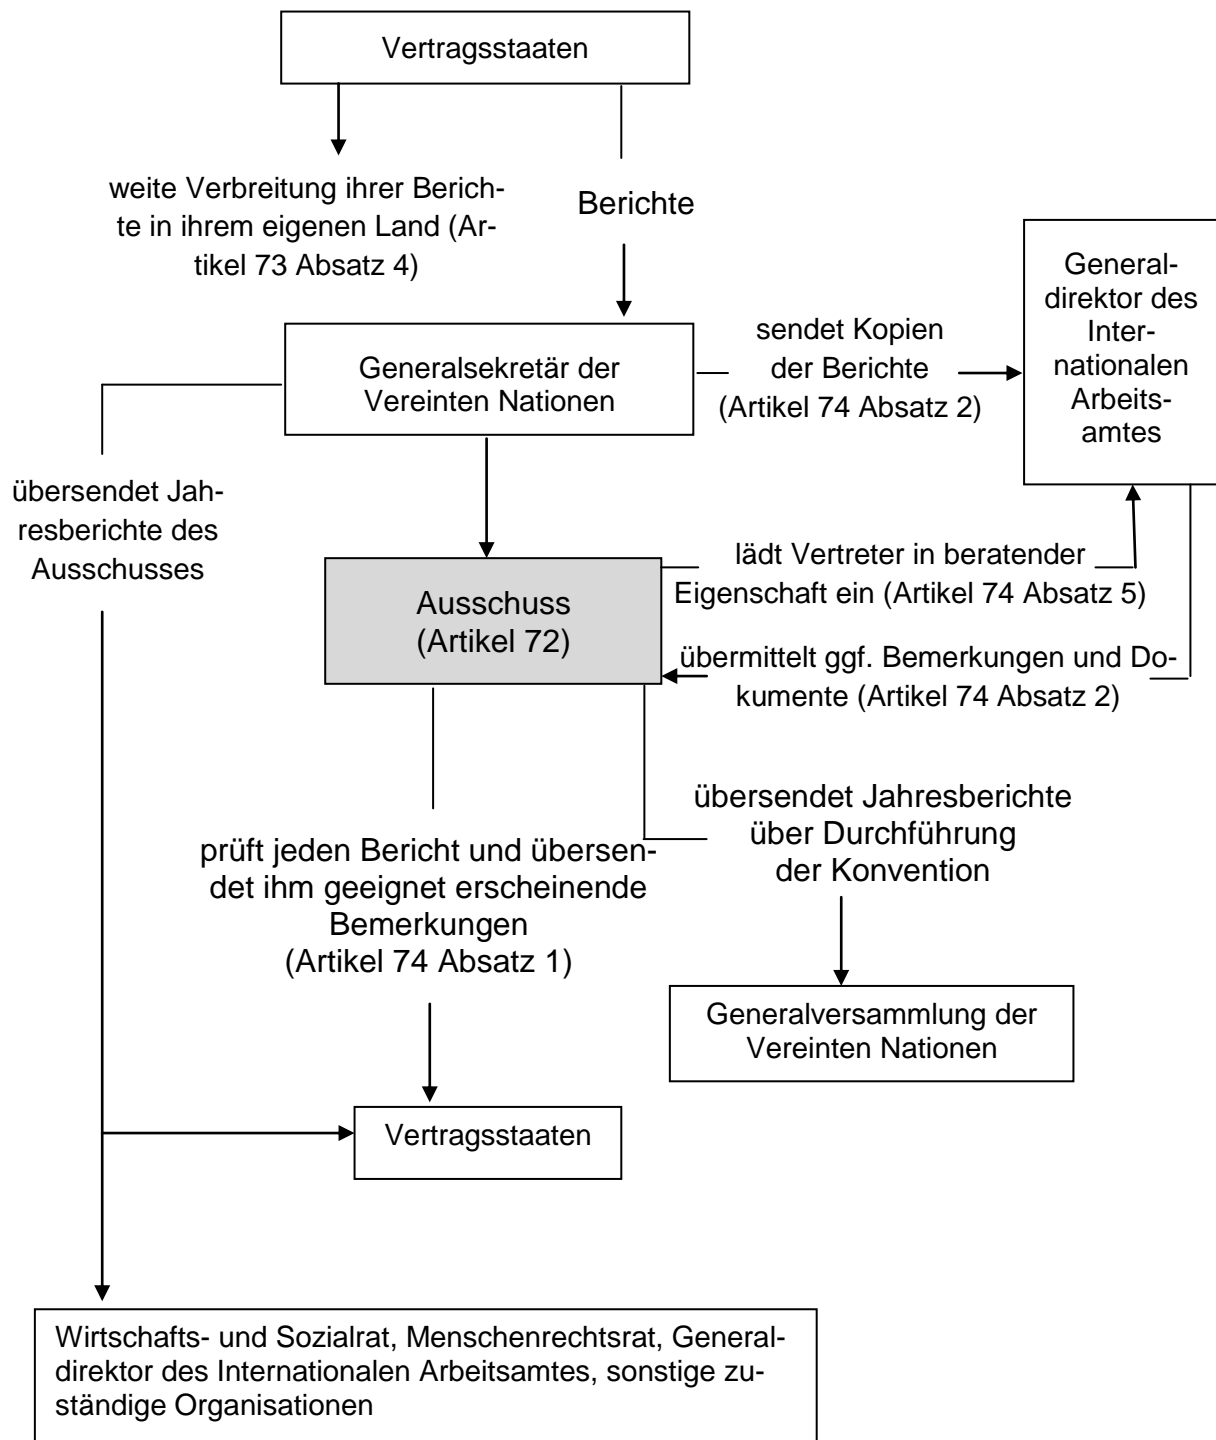 Vertragsstaaten
weite Verbreitung ihrer Berich-
te in ihrem eigenen Land (Ar-
tikel 73 Absatz 4)
Berichte
General-
direktor des
Inter-
nationalen
Arbeits-
amtes
sendet Kopien
der Berichte
(Artikel 74 Absatz 2)
Generalsekretär der
Vereinten Nationen
übersendet Jah-
resberichte des
Ausschusses
lädt Vertreter in beratender
Eigenschaft ein (Artikel 74 Absatz 5)
Ausschuss
(Artikel 72)
übermittelt ggf. Bemerkungen und Do-
kumente (Artikel 74 Absatz 2)
übersendet Jahresberichte
über Durchführung
der Konvention
prüft jeden Bericht und übersen-
det ihm geeignet erscheinende
Bemerkungen
(Artikel 74 Absatz 1)
Generalversammlung der
Vereinten Nationen
Vertragsstaaten
Wirtschafts- und Sozialrat, Menschenrechtsrat, General-
direktor des Internationalen Arbeitsamtes, sonstige zu-
ständige Organisationen